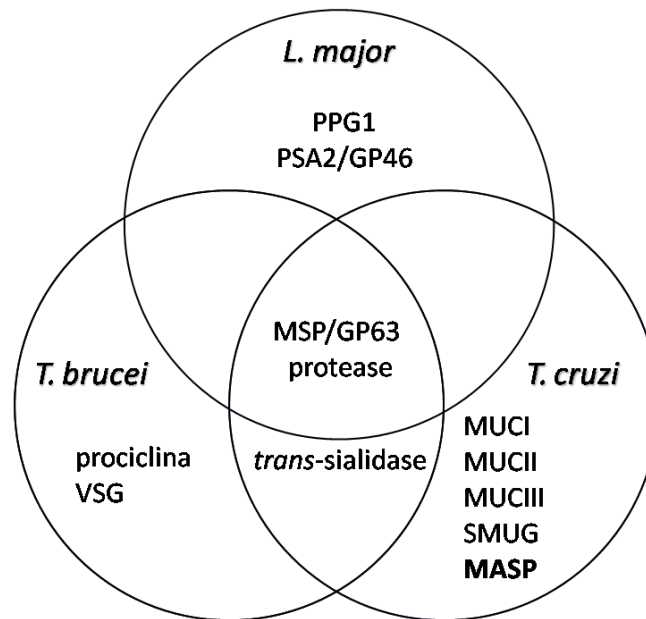 L. major
PPG1
PSA2/GP46
MSP/GP63
protease
T. brucei
T. cruzi
prociclina
VSG
trans-sialidase
MUCI
MUCII
MUCIII
SMUG
MASP